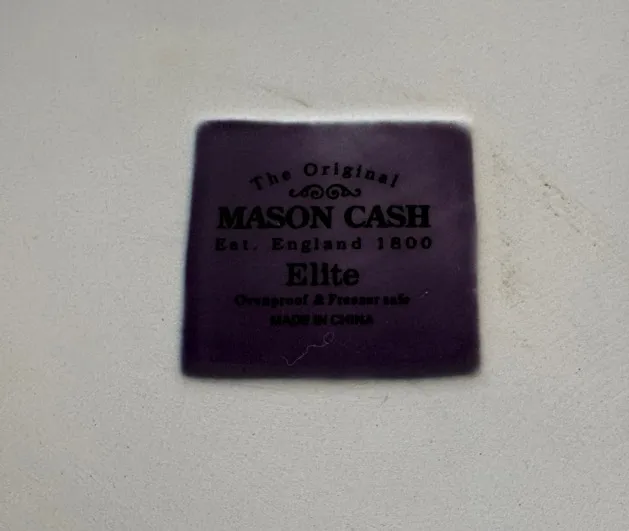 The Original
MASON CASH
Est. England 1800
Elite
Ovenproof & Freezer safe
MADE IN CHINA